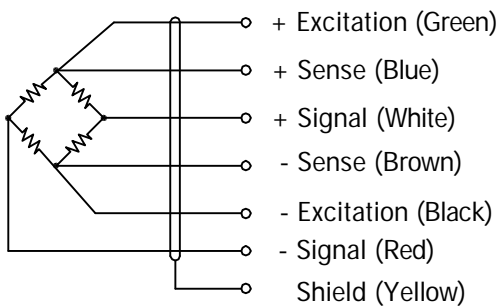 + Excitation (Green)
+ Sense (Blue)
+ Signal (White)
- Sense (Brown)
- Excitation (Black)
- Signal (Red)
Shield (Yellow)